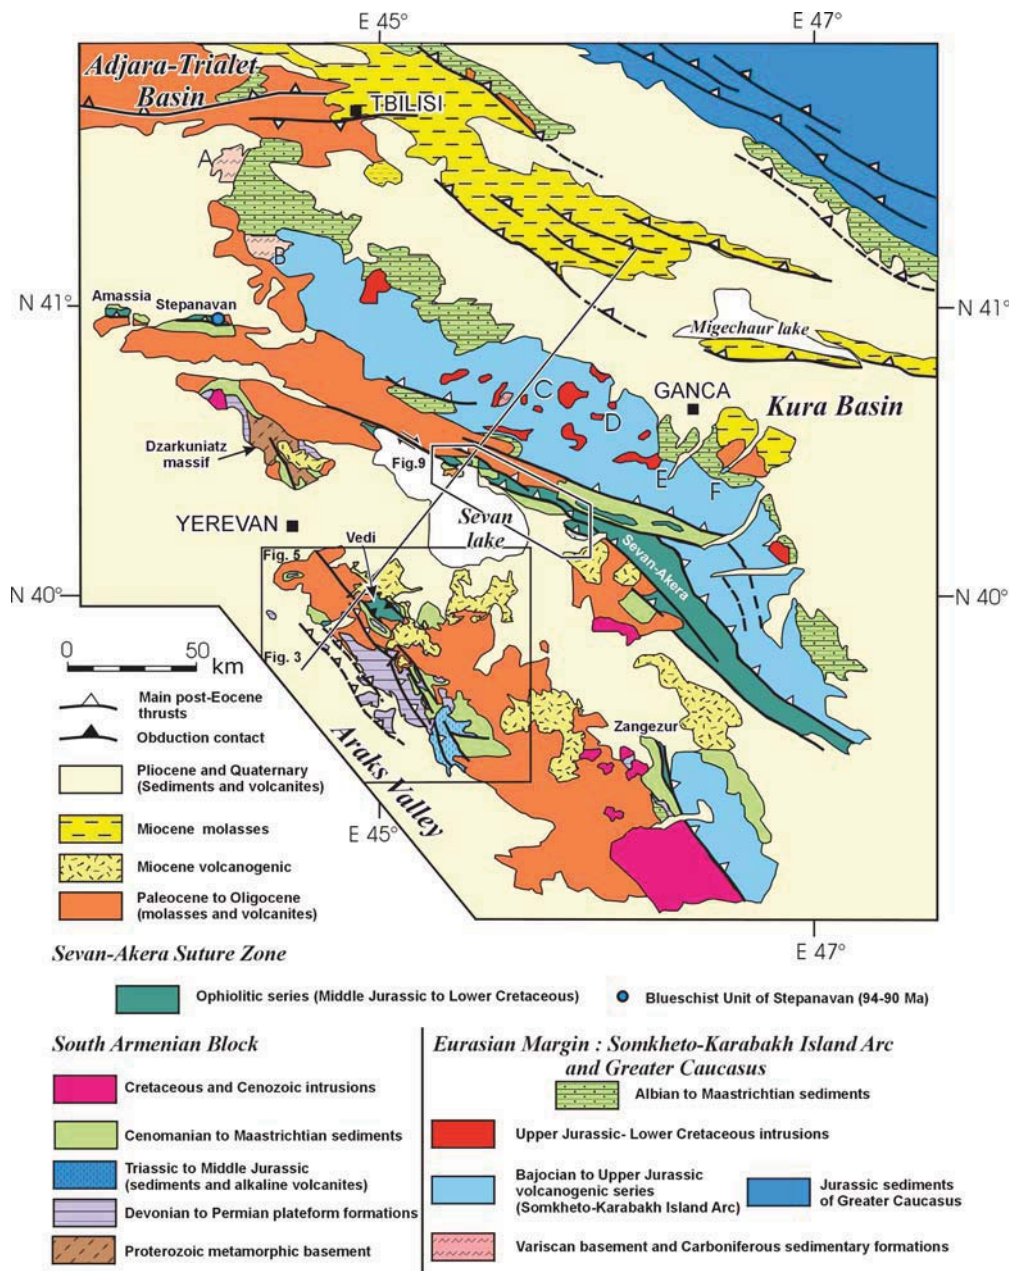 E 45°
E 47°
Adjara-Trialet
Basin
TBILISI
A
B
N 41°
N 41°
Amassia
Stepanavan
Migechaur lake
C
GANCA
D
Kura Basin
Dzarkuniatz
massif
Fig.9
E
F
YEREVAN
Sevan
lake
Vedi
Fig. 5
Sevan-Akera
N 40°
N 40°
Fig. 3
0 50
km
Main post-Eocene
thrusts
Obduction contact
Araks Valley
Zangezur
Pliocene and Quaternary
(Sediments and volcanites)
E 45°
Miocene molasses
Miocene volcanogenic
Paleocene to Oligocene
(molasses and volcanites)
E 47°
Sevan-Akera Suture Zone
Ophiolitic series (Middle Jurassic to Lower Cretaceous)
Blueschist Unit of Stepanavan (94-90 Ma)
South Armenian Block
Cretaceous and Cenozoic intrusions
Cenomanian to Maastrichtian sediments
Triassic to Middle Jurassic
(sediments and alkaline volcanites)
Devonian to Permian plateform formations
Proterozoic metamorphic basement
Eurasian Margin : Somkheto-Karabakh Island Arc
and Greater Caucasus
Albian to Maastrichtian sediments
Upper Jurassic- Lower Cretaceous intrusions
Bajocian to Upper Jurassic
volcanogenic series
(Somkheto-Karabakh Island Arc)
Jurassic sediments
of Greater Caucasus
Variscan basement and Carboniferous sedimentary formations